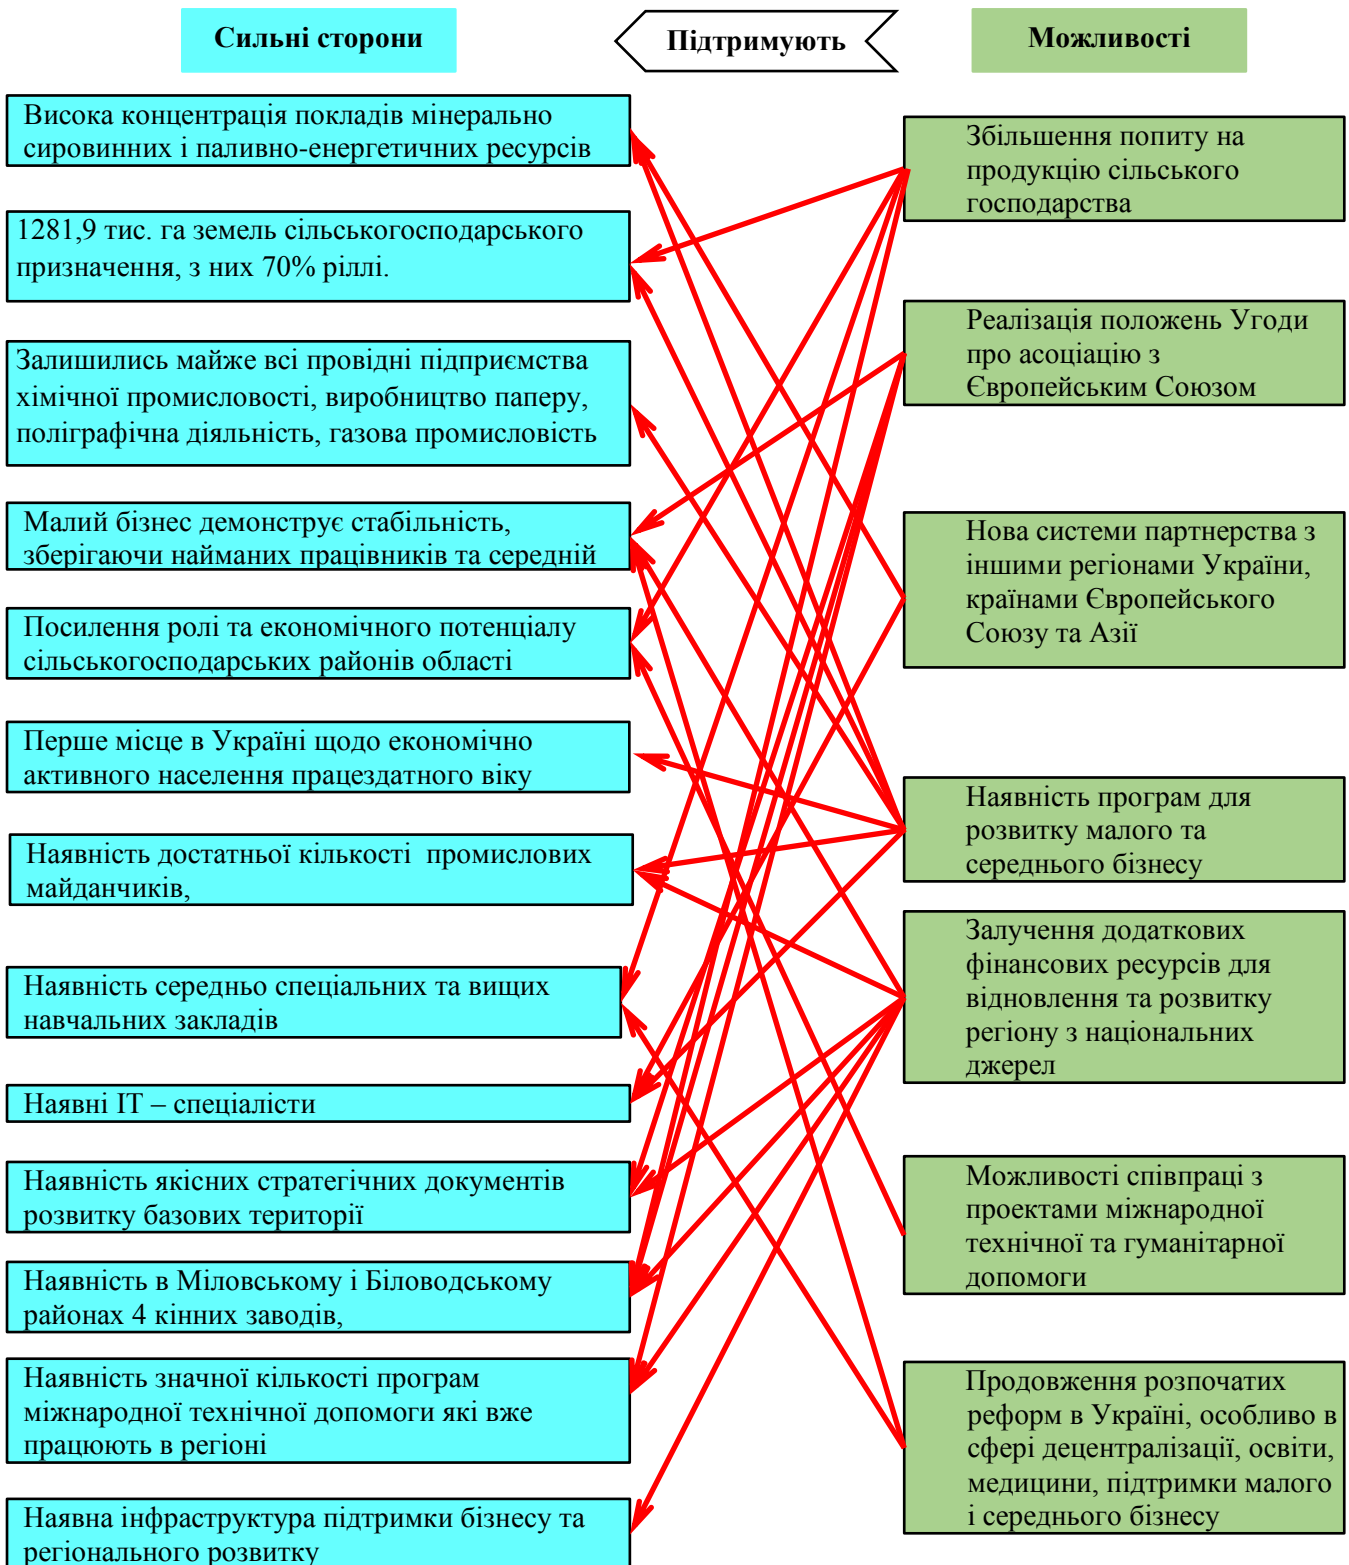 Сильні сторони
Підтримують
Можливості
Висока концентрація покладів мінерально
сировинних і паливно-енергетичних ресурсів
1281,9 тис. га земель сільськогосподарського
призначення, з них 70% ріллі.
Залишились майже всі провідні підприємства
хімічної промисловості, виробництво паперу,
поліграфічна діяльність, газова промисловість
Малий бізнес демонструє стабільність,
зберігаючи найманих працівників та середній
Посилення ролі та економічного потенціалу
сільськогосподарських районів області
Перше місце в Україні щодо економічно
активного населення працездатного віку
Наявність достатньої кількості промислових
майданчиків,
Наявність середньо спеціальних та вищих
навчальних закладів
Наявні ІТ – спеціалісти
Наявність якісних стратегічних документів
розвитку базових території
Наявність в Міловському і Біловодському
районах 4 кінних заводів,
Наявність значної кількості програм
міжнародної технічної допомоги які вже
працюють в регіоні
Наявна інфраструктура підтримки бізнесу та
регіонального розвитку
Збільшення попиту на
продукцію сільського
господарства
Реалізація положень Угоди
про асоціацію з
Європейським Союзом
Нова системи партнерства з
іншими регіонами України,
країнами Європейського
Союзу та Азії
Наявність програм для
розвитку малого та
середнього бізнесу
Залучення додаткових
фінансових ресурсів для
відновлення та розвитку
регіону з національних
джерел
Можливості співпраці з
проектами міжнародної
технічної та гуманітарної
допомоги
Продовження розпочатих
реформ в Україні, особливо в
сфері децентралізації, освіти,
медицини, підтримки малого
і середнього бізнесу